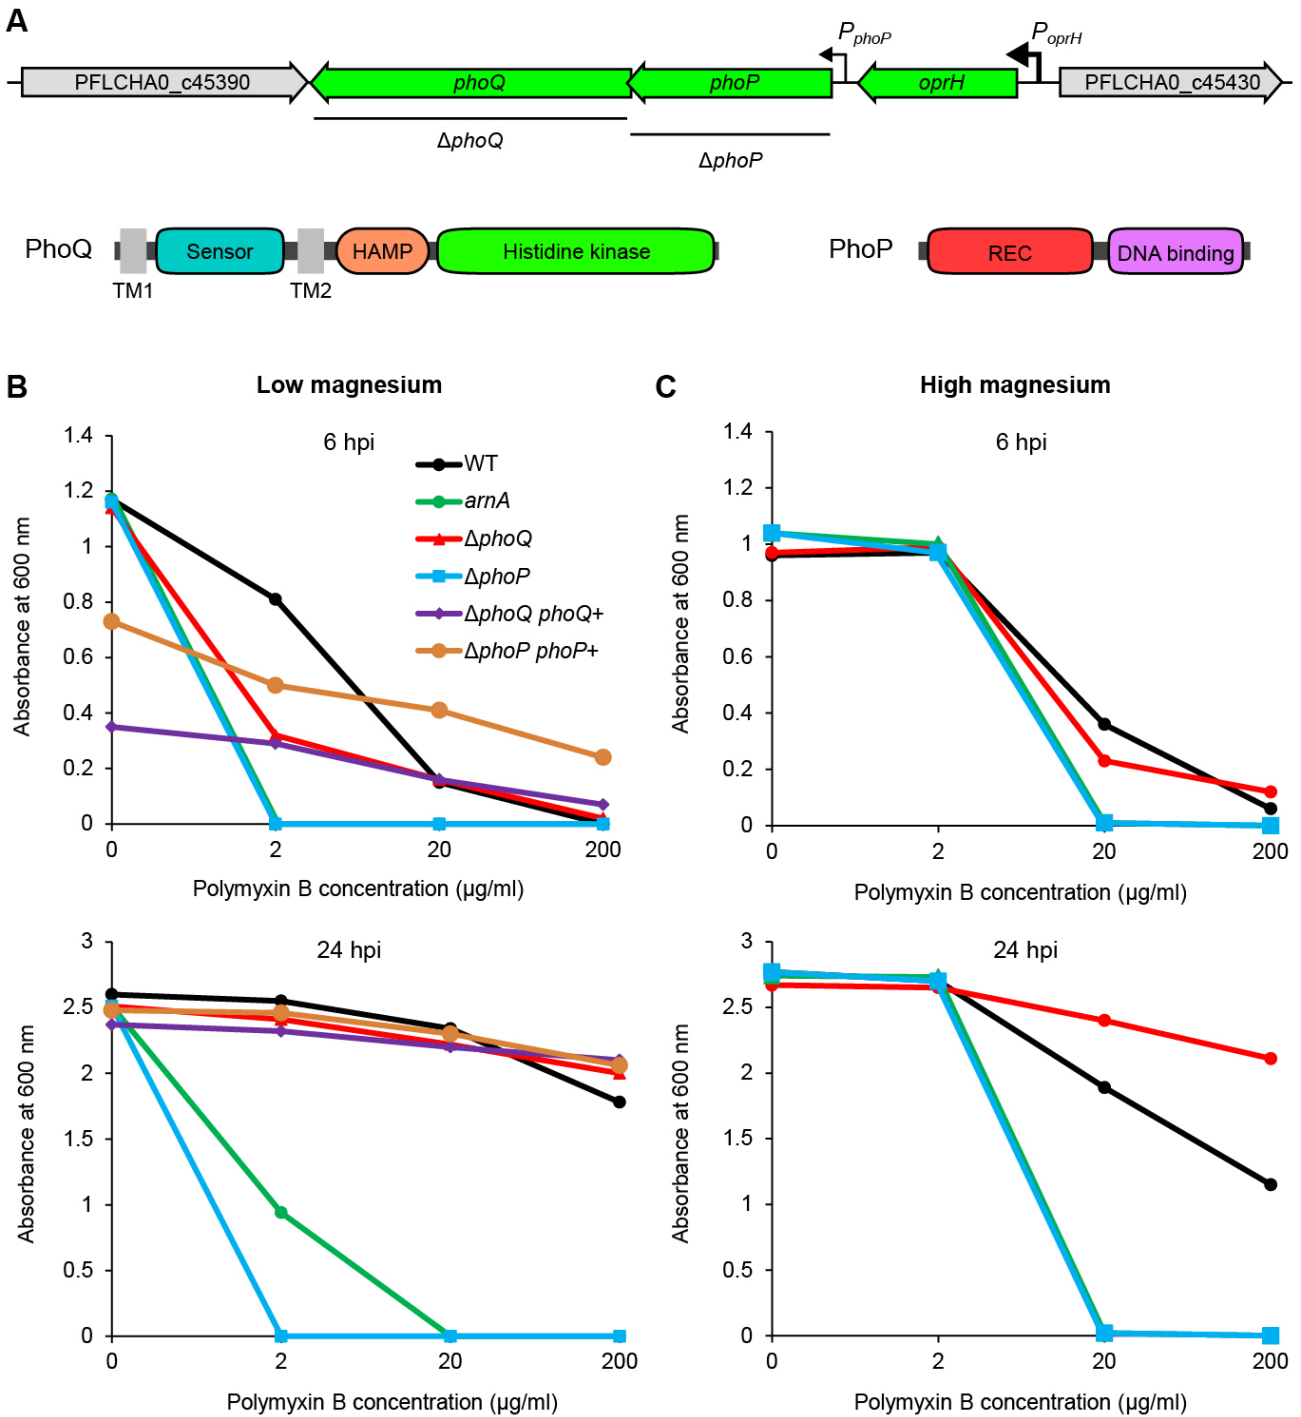 A
PphoP
PoprH
PFLCHA0_c45390
phoQ
phoP
oprH
PFLCHA0_c45430
ΔphoQ
ΔphoP
PhoQ
Sensor
HAMP
Histidine kinase
TM1
TM2
PhoP
REC
DNA binding
B
Low magnesium
6 hpi
WT
arnA
ΔphoQ
ΔphoP
ΔphoQ phoQ+
ΔphoP phoP+
Absorbance at 600 nm
1.4
1.2
1
0.8
0.6
0.4
0.2
0
0 2 20 200
Polymyxin B concentration (µg/ml)
24 hpi
Absorbance at 600 nm
3
2.5
2
1.5
1
0.5
0
0 2 20 200
Polymyxin B concentration (µg/ml)
C
High magnesium
6 hpi
Absorbance at 600 nm
1.4
1.2
1
0.8
0.6
0.4
0.2
0
0 2 20 200
Polymyxin B concentration (µg/ml)
24 hpi
Absorbance at 600 nm
3
2.5
2
1.5
1
0.5
0
0 2 20 200
Polymyxin B concentration (µg/ml)